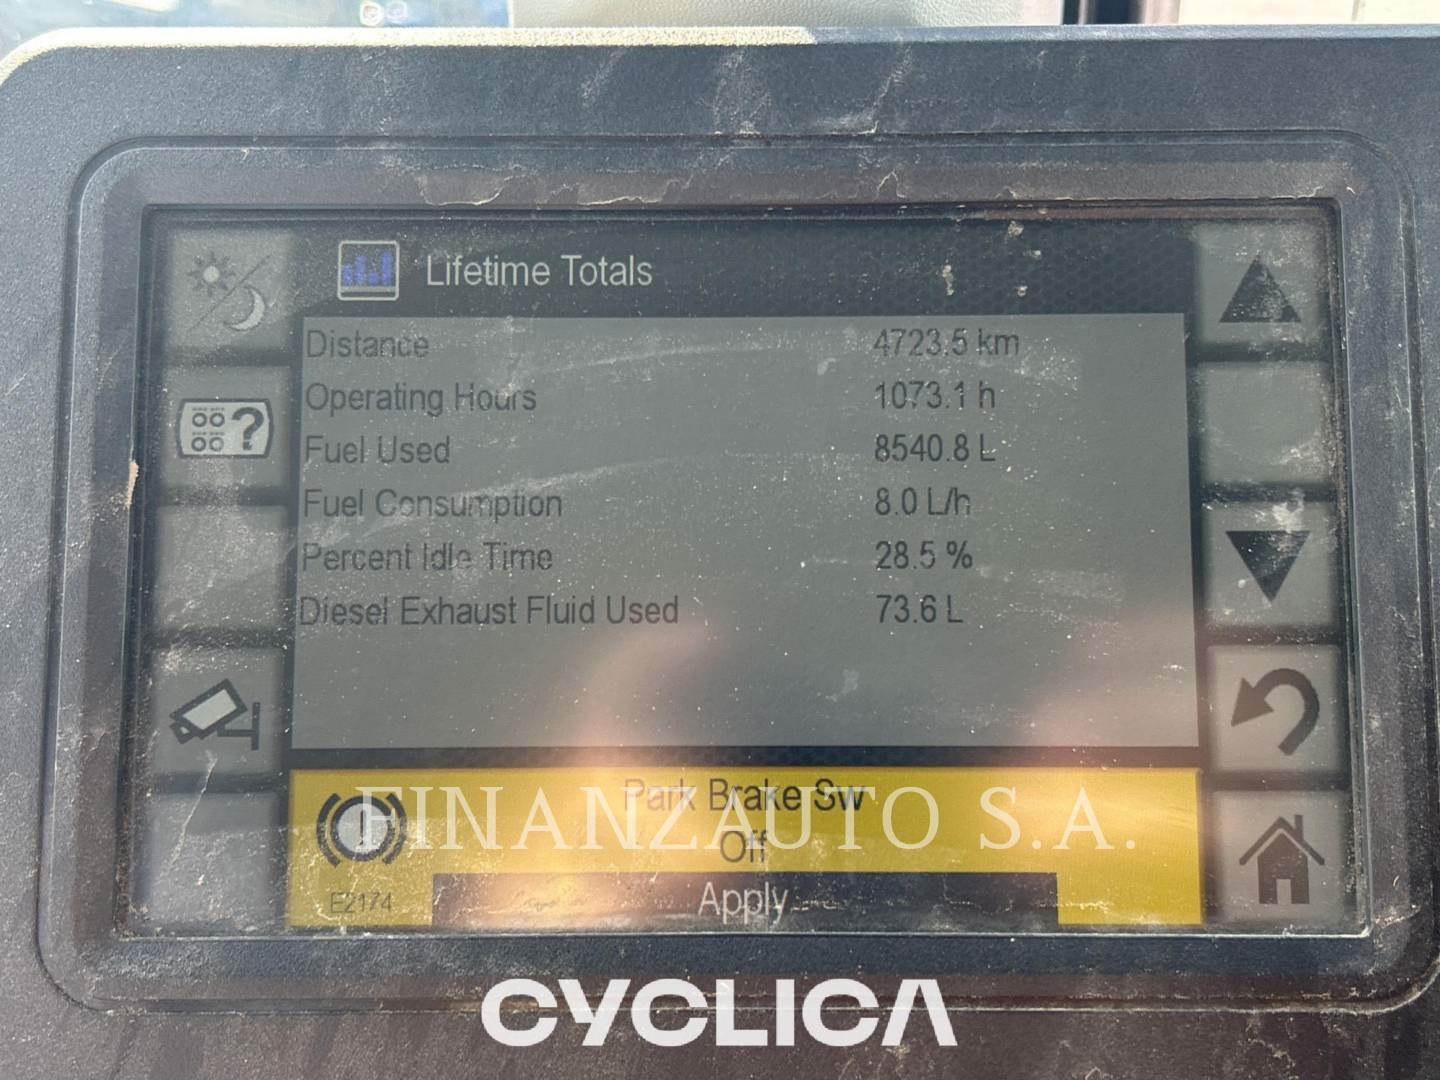 Lifetime Totals
Distance 4723.5 km
Operating Hours 1073.1 h
Fuel Used 8540.8 L
Fuel Consumption 8.0 L/h
Percent Idle Time 28.5 %
Diesel Exhaust Fluid Used 73.6 L
Park Brake Sw
FINANZAUTO S.A.
Off
E2174
Apply
CYCLICA